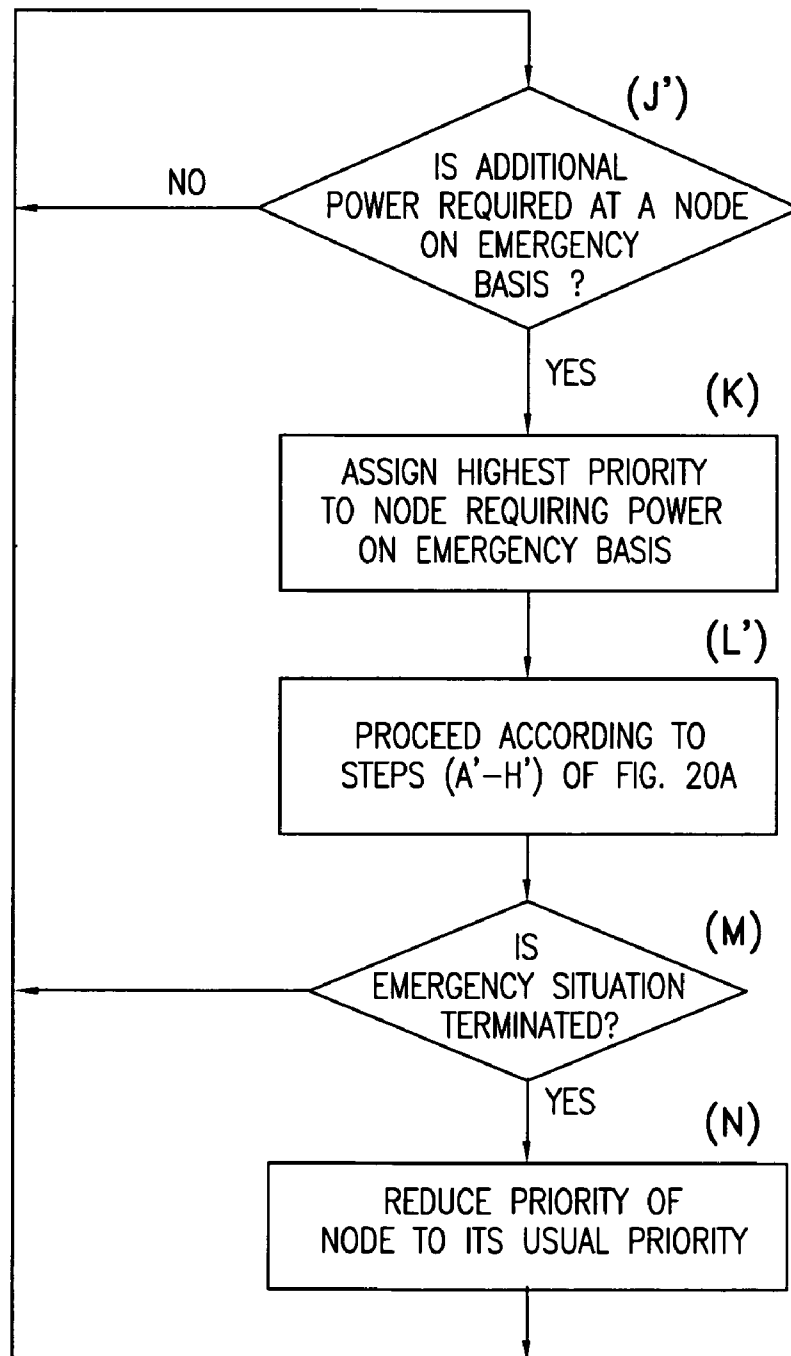 (J')
IS ADDITIONAL
POWER REQUIRED AT A NODE
ON EMERGENCY
BASIS ?
NO
YES
(K)
ASSIGN HIGHEST PRIORITY
TO NODE REQUIRING POWER
ON EMERGENCY BASIS
(L')
PROCEED ACCORDING TO
STEPS (A'-H') OF FIG. 20A
(M)
IS
EMERGENCY SITUATION
TERMINATED?
YES
(N)
REDUCE PRIORITY OF
NODE TO ITS USUAL PRIORITY